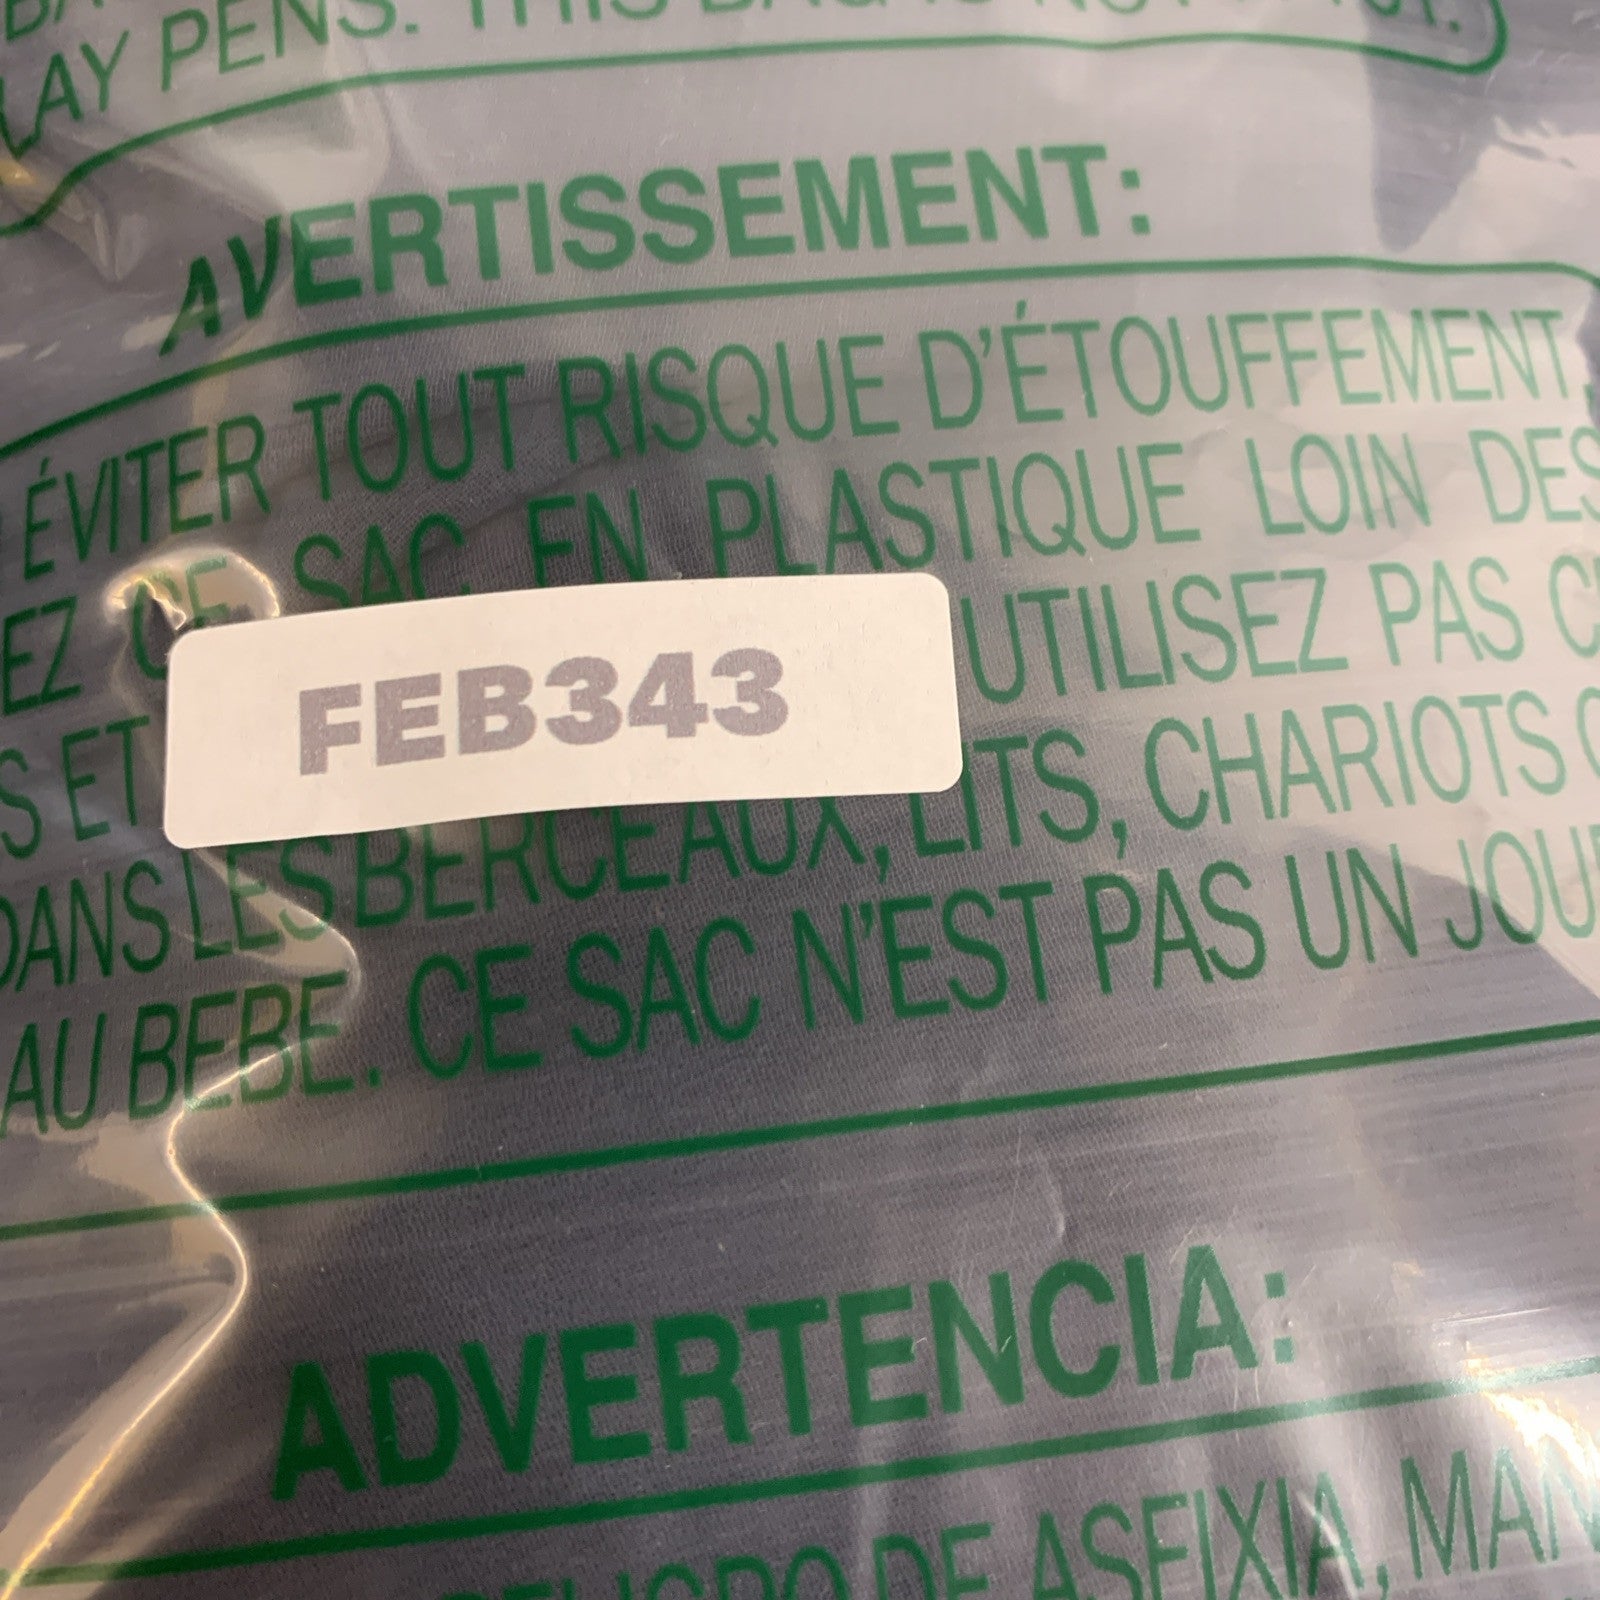 LAY PENS. THIS BAG IS NOT A
AVERTISSEMENT:
ÉVITER TOUT RISQUE D'ÉTOUFFEMENT,
EZ CE SAC EN PLASTIQUE LOIN DES
S ET UTILISEZ PAS C'
FEB343
DANS LES BERCEAUX, LITS, CHARIOTS
AU BEBE. CE SAC N'EST PAS UN JOU
ADVERTENCIA:
PELIGRO DE ASFIXIA, MAN